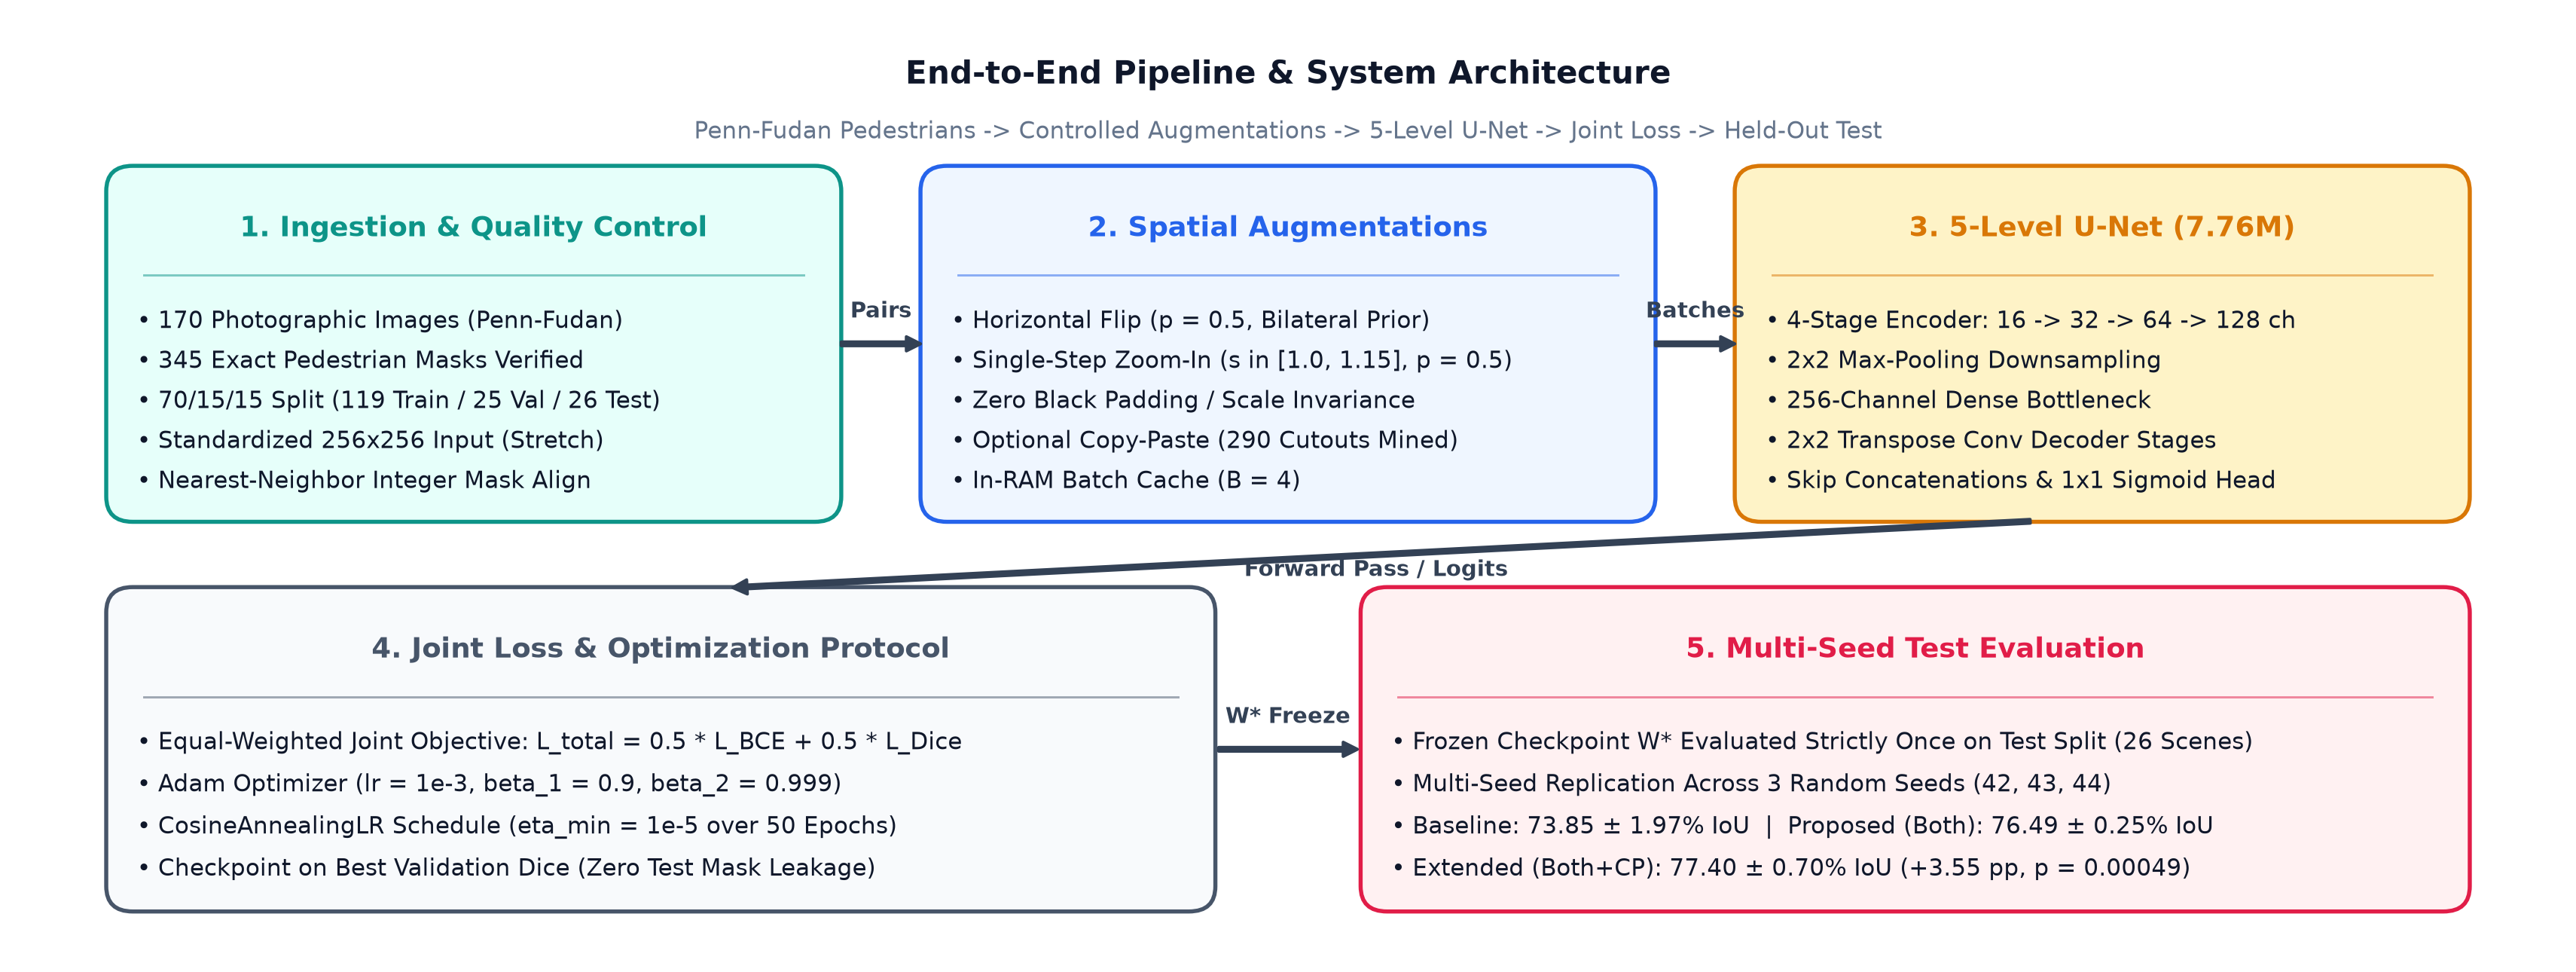 End-to-End Pipeline & System Architecture
Penn-Fudan Pedestrians -> Controlled Augmentations -> 5-Level U-Net -> Joint Loss -> Held-Out Test
1. Ingestion & Quality Control
• 170 Photographic Images (Penn-Fudan)
• 345 Exact Pedestrian Masks Verified
• 70/15/15 Split (119 Train / 25 Val / 26 Test)
• Standardized 256x256 Input (Stretch)
• Nearest-Neighbor Integer Mask Align
Pairs
2. Spatial Augmentations
• Horizontal Flip (p = 0.5, Bilateral Prior)
• Single-Step Zoom-In (s in [1.0, 1.15], p = 0.5)
• Zero Black Padding / Scale Invariance
• Optional Copy-Paste (290 Cutouts Mined)
• In-RAM Batch Cache (B = 4)
Batches
3. 5-Level U-Net (7.76M)
• 4-Stage Encoder: 16 -> 32 -> 64 -> 128 ch
• 2x2 Max-Pooling Downsampling
• 256-Channel Dense Bottleneck
• 2x2 Transpose Conv Decoder Stages
• Skip Concatenations & 1x1 Sigmoid Head
Forward Pass / Logits
4. Joint Loss & Optimization Protocol
• Equal-Weighted Joint Objective: L_total = 0.5 * L_BCE + 0.5 * L_Dice
• Adam Optimizer (lr = 1e-3, beta_1 = 0.9, beta_2 = 0.999)
• CosineAnnealingLR Schedule (eta_min = 1e-5 over 50 Epochs)
• Checkpoint on Best Validation Dice (Zero Test Mask Leakage)
W* Freeze
5. Multi-Seed Test Evaluation
• Frozen Checkpoint W* Evaluated Strictly Once on Test Split (26 Scenes)
• Multi-Seed Replication Across 3 Random Seeds (42, 43, 44)
• Baseline: 73.85 ± 1.97% IoU | Proposed (Both): 76.49 ± 0.25% IoU
• Extended (Both+CP): 77.40 ± 0.70% IoU (+3.55 pp, p = 0.00049)